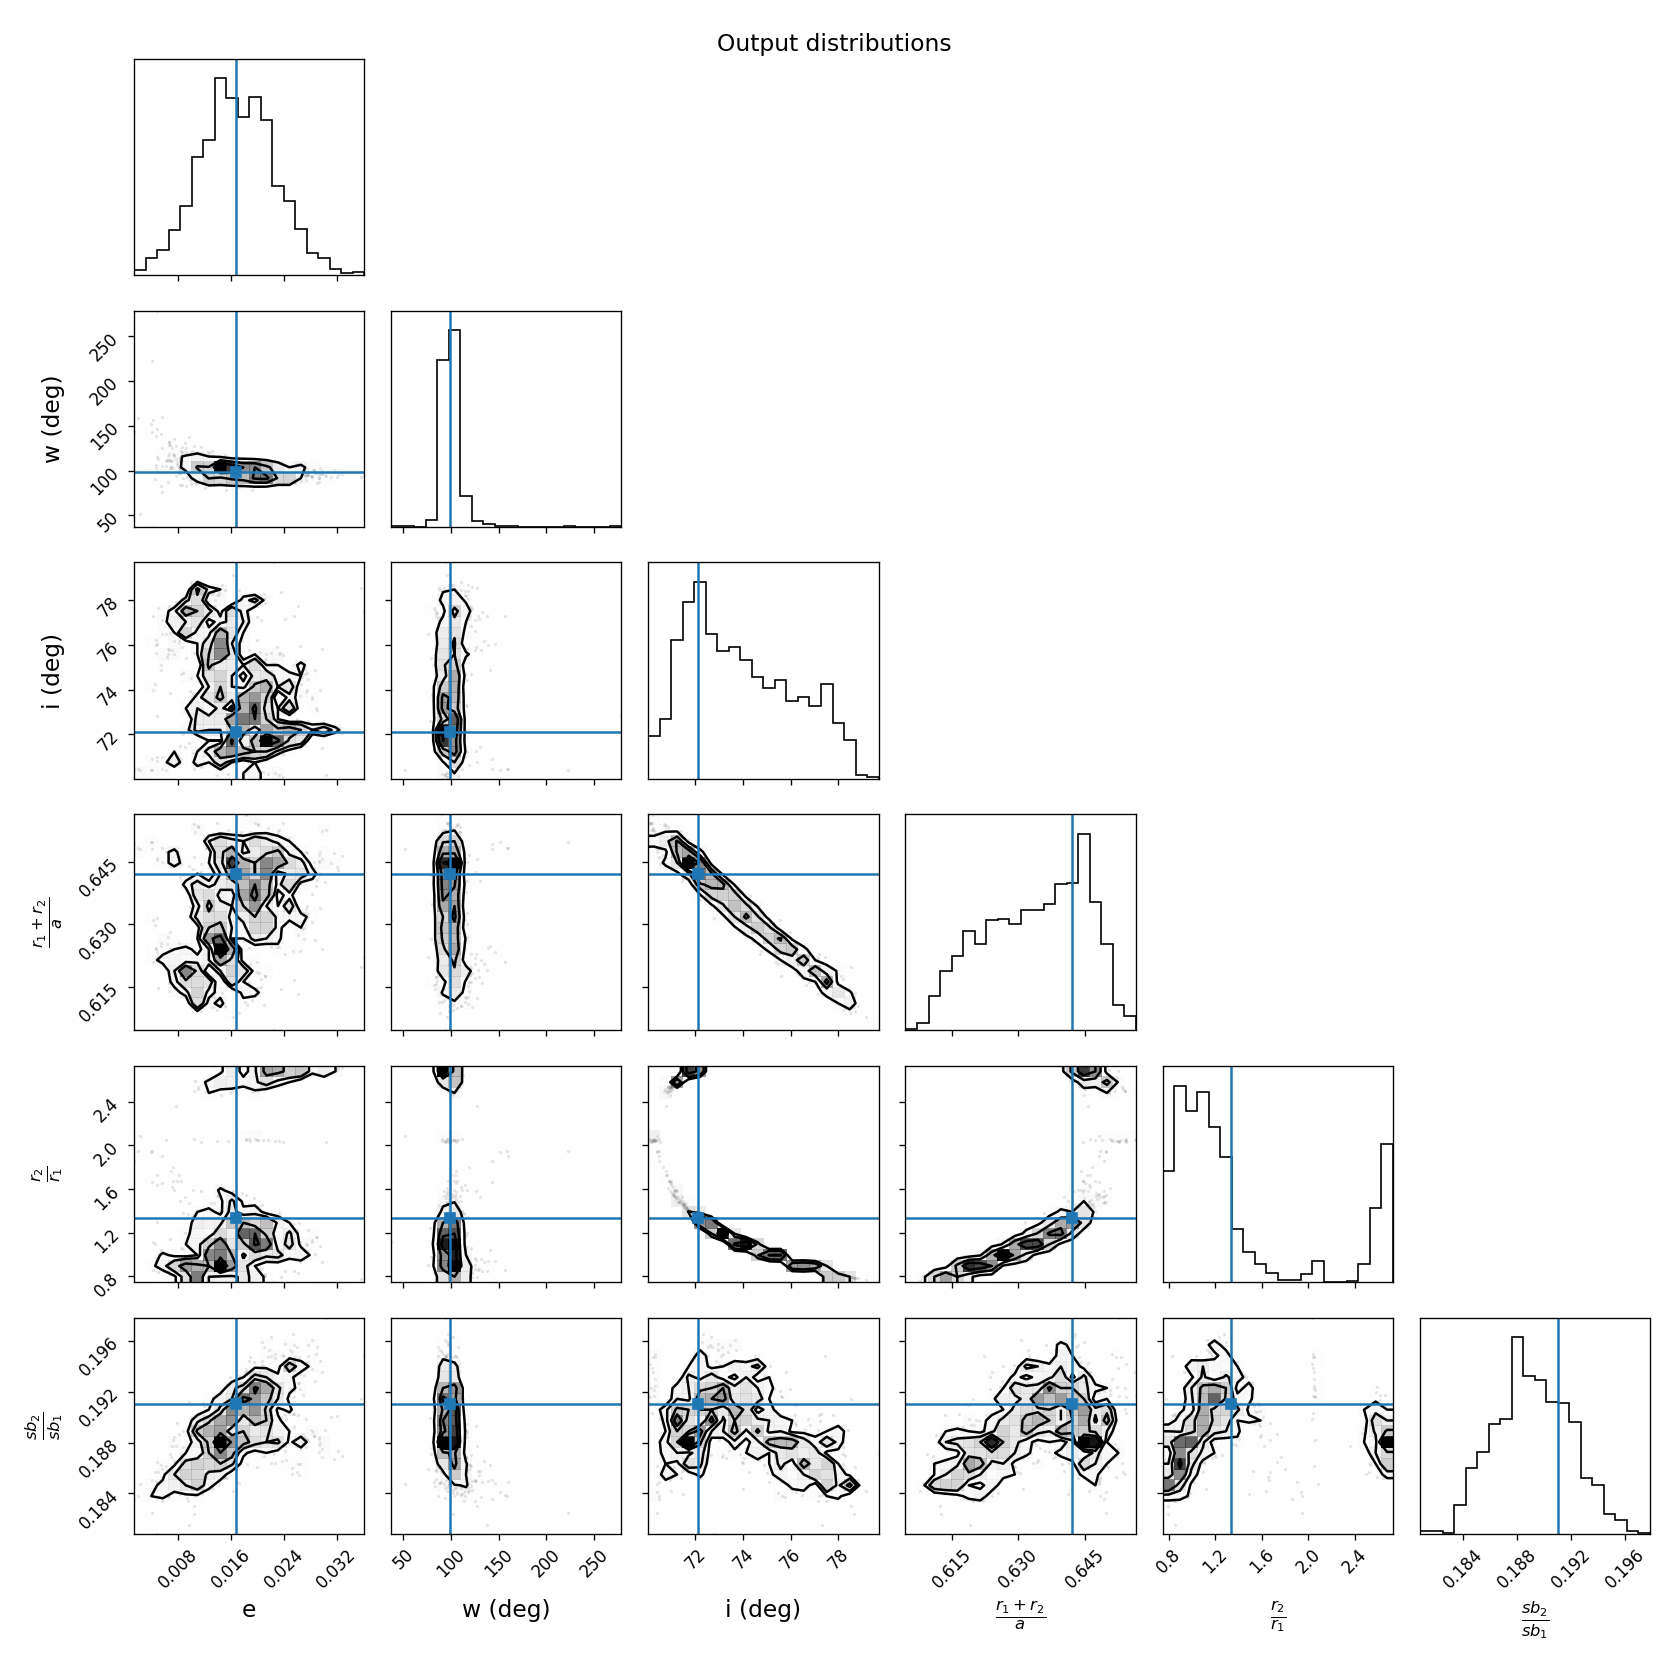 Output distributions
w (deg)
250
200
150
100
50
i (deg)
78
76
74
72
r1 + r2
a
0.645
0.630
0.615
r2
r1
2.4
2.0
1.6
1.2
0.8
sb2
sb1
0.196
0.192
0.188
0.184
0.008 0.016 0.024 0.032 50 100 150 200 250 72 74 76 78 0.615 0.630 0.645 0.8 1.2 1.6 2.0 2.4 0.184 0.188 0.192 0.196
e w (deg) i (deg) r1 + r2 r2 sb2
a r1 sb1